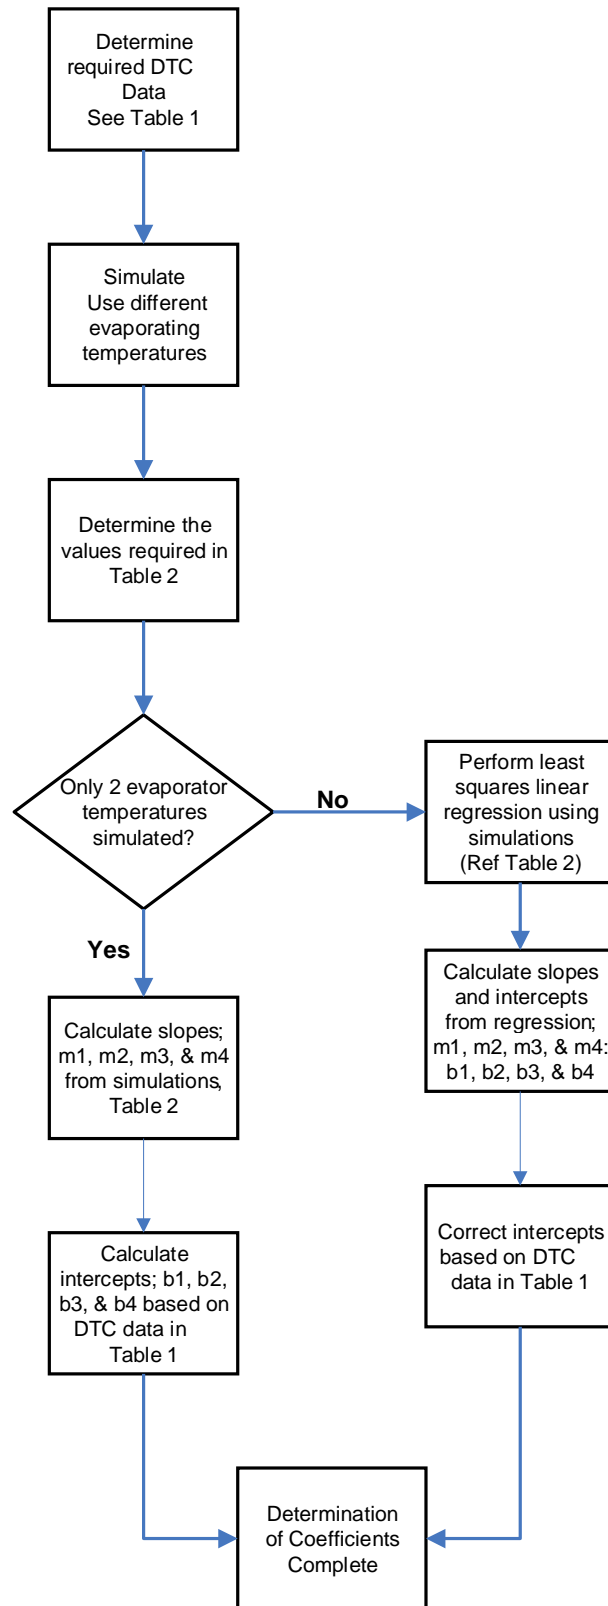 Determine
required DTC
Data
See Table 1
Simulate
Use different
evaporating
temperatures
Determine the
values required in
Table 2
Only 2 evaporator
temperatures
simulated?
No
Perform least
squares linear
regression using
simulations
(Ref Table 2)
Yes
Calculate slopes
and intercepts
from regression;
m1, m2, m3, & m4:
b1, b2, b3, & b4
Calculate slopes;
m1, m2, m3, & m4
from simulations,
Table 2
Correct intercepts
based on DTC
data in Table 1
Calculate
intercepts; b1, b2,
b3, & b4 based on
DTC data in
Table 1
Determination
of Coefficients
Complete